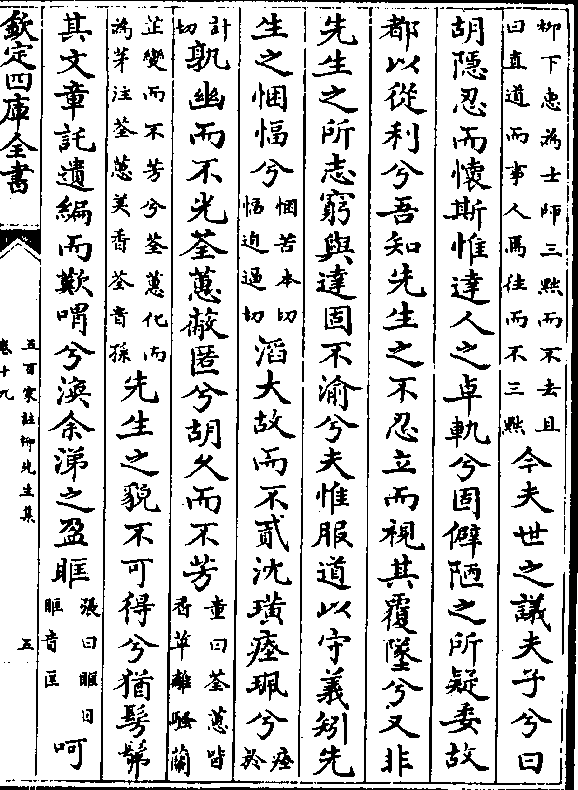 柳下惠為士師三黜而不去且
曰直道而事人焉往而不三黜
今夫世之議夫子兮曰
胡隱忍而懷斯惟達人之卓軌兮固僻陋之所疑委故
都以從利兮吾知先生之不忍立而視其覆墜兮又非
先生之所志窮與達固不渝兮夫惟服道以守義矧先
生之悃愊兮
悃苦本切
愊迫逼切
滔大故而不貳沈璜瘞珮兮
瘞
於
計
切
孰幽而不光荃蕙蔽匿兮胡久而不芳
童曰荃蕙皆
香草離騷蘭
芷變而不芳兮荃蕙化而
為茅注荃蕙美香荃音孫
先生之貌不可得兮猶髣髴
其文章託遺編而歎喟兮渙余涕之盈眶
張曰眶目
眶音匡
呵
欽定四庫全書
五百家註柳先生集
卷十九
五